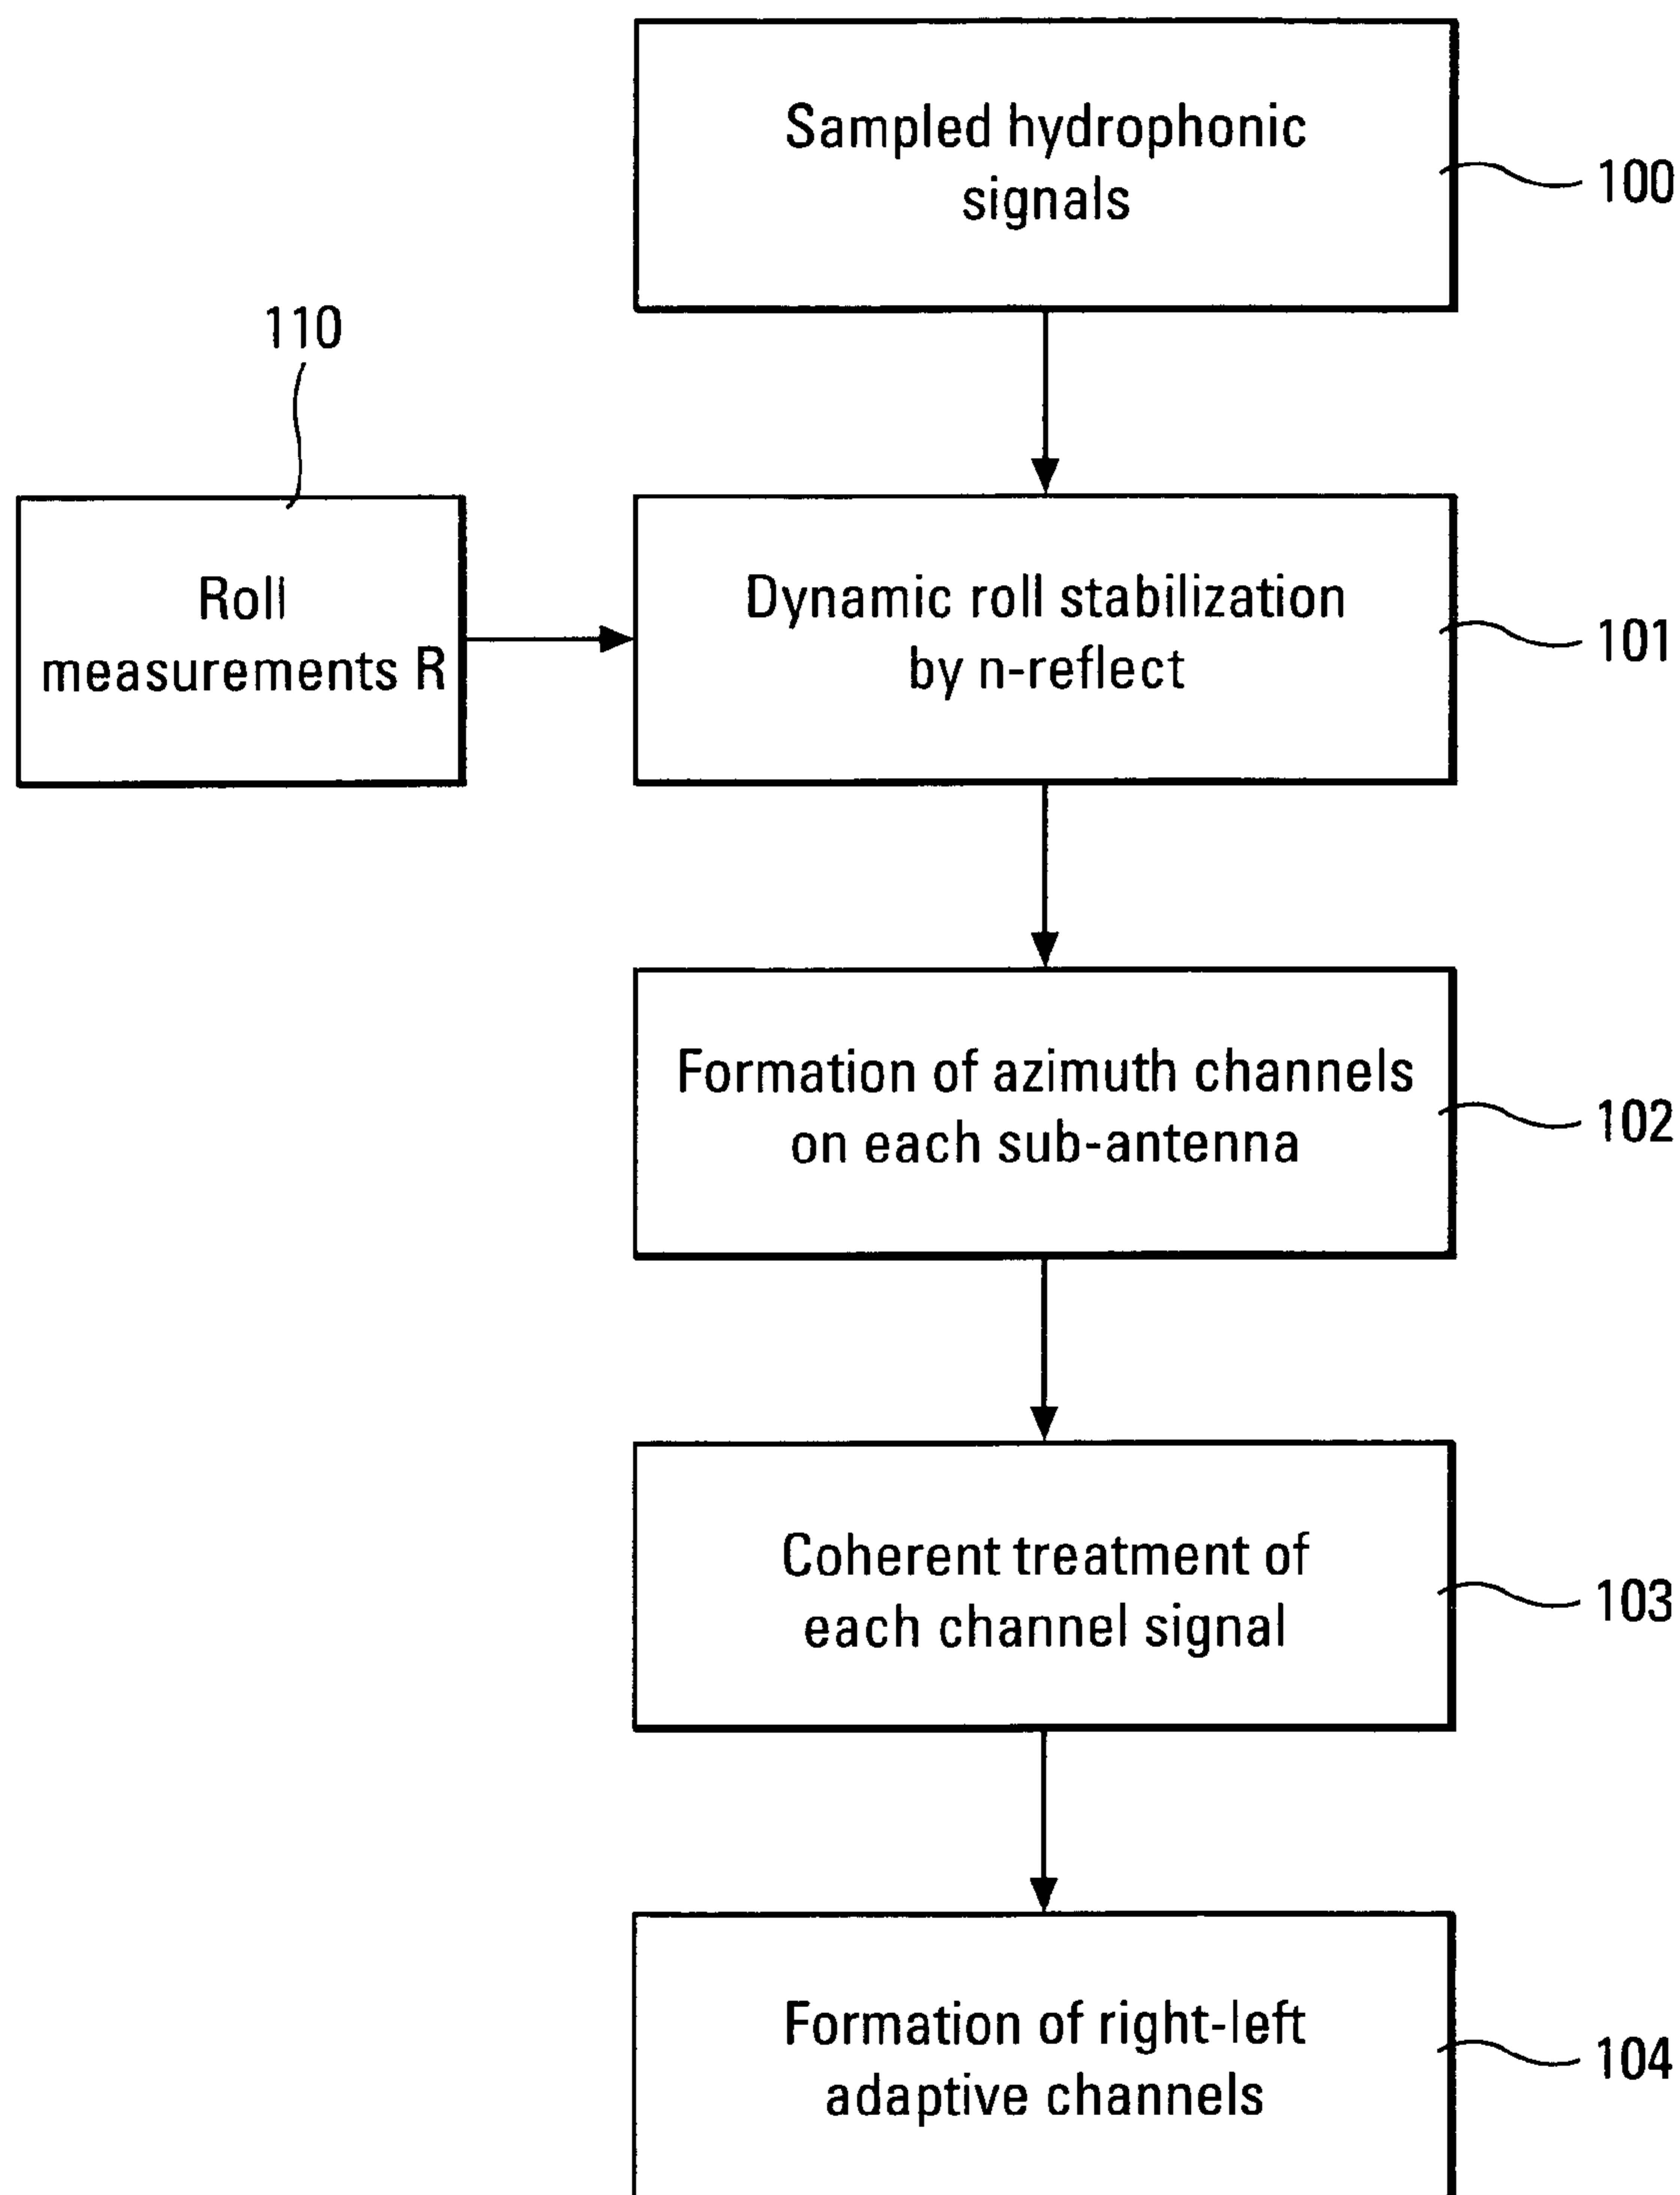 Sampled hydrophonic
signals
100
110
Roll
measurements R
Dynamic roll stabilization
by n-reflect
101
Formation of azimuth channels
on each sub-antenna
102
Coherent treatment of
each channel signal
103
Formation of right-left
adaptive channels
104